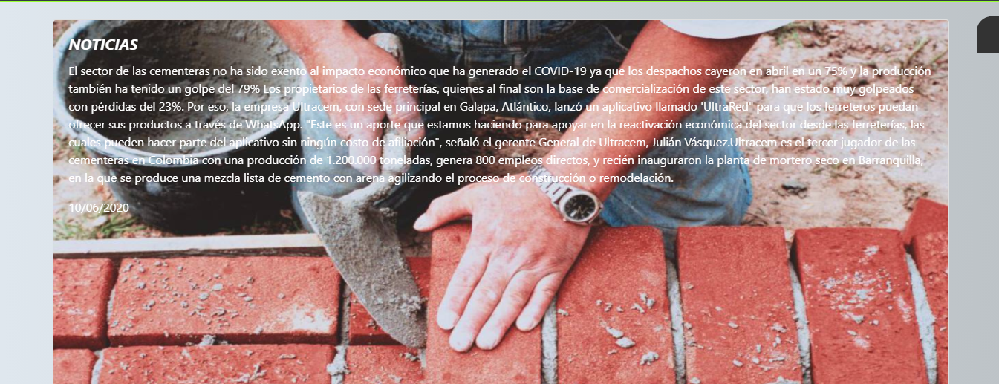 NOTICIAS
El sector de las cementeras no ha sido exento al impacto económico que ha generado el COVID-19 ya que los despachos cayeron en abril en un 75% y la producción
también ha tenido un golpe del 79% Los propietarios de las ferreterías, quienes al final son la base de comercialización de este sector, han estado muy golpeados
con pérdidas del 23%. Por eso, la empresa Ultracem, con sede principal en Galapa, Atlántico, lanzó un aplicativo llamado "UltraRed" para que los ferreteros puedan
ofrecer sus productos a través de WhatsApp. "Este es un aporte que estamos haciendo para apoyar en la reactivación económica del sector desde las ferreterías, las
cuales pueden hacer parte del aplicativo sin ningún costo de afiliación", señaló el gerente General de Ultracem, Julián Vásquez.Ultracem es el tercer jugador de las
cementeras en Colombia con una producción de 1.200.000 toneladas, genera 800 empleos directos, y recién inauguraron la planta de mortero seco en Barranquilla,
en la que se produce una mezcla lista de cemento con arena agilizando el proceso de construcción o remodelación.
10/06/2020